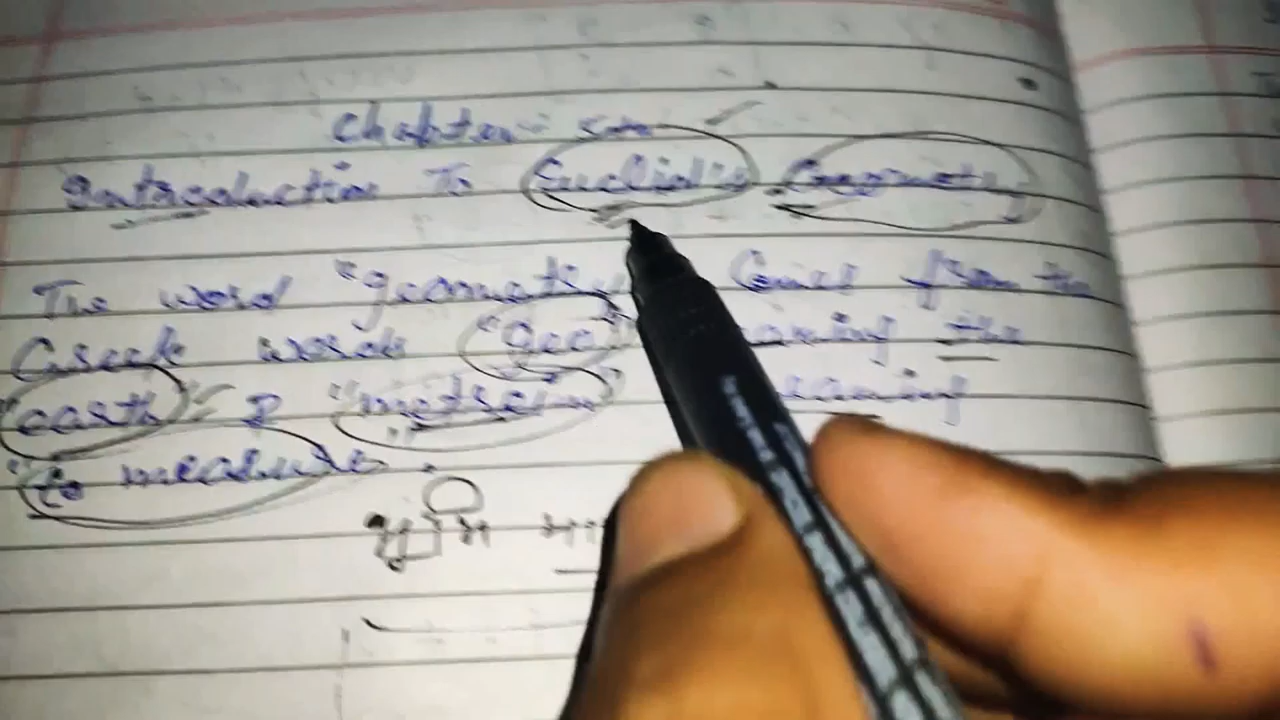 Chapter :-
Introduction To Euclid's Geometry
The word "geometry" Comes from the
Greek words "geo" meaning the
"earth" & "metrein" meaning
"to measure.